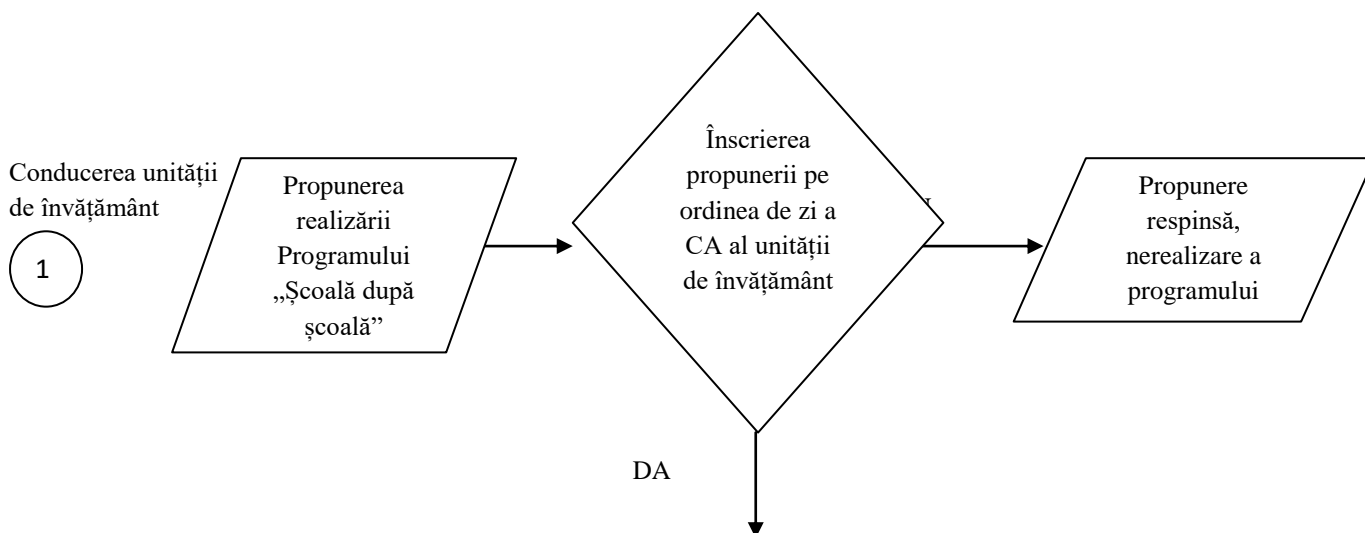 Conducerea unității
de învățământ
1
Propunerea
realizării
Programului
„Școală după
școală”
Înscrierea
propunerii pe
ordinea de zi a
CA al unității
de învățământ
Propunere
respinsă,
nerealizare a
programului
DA